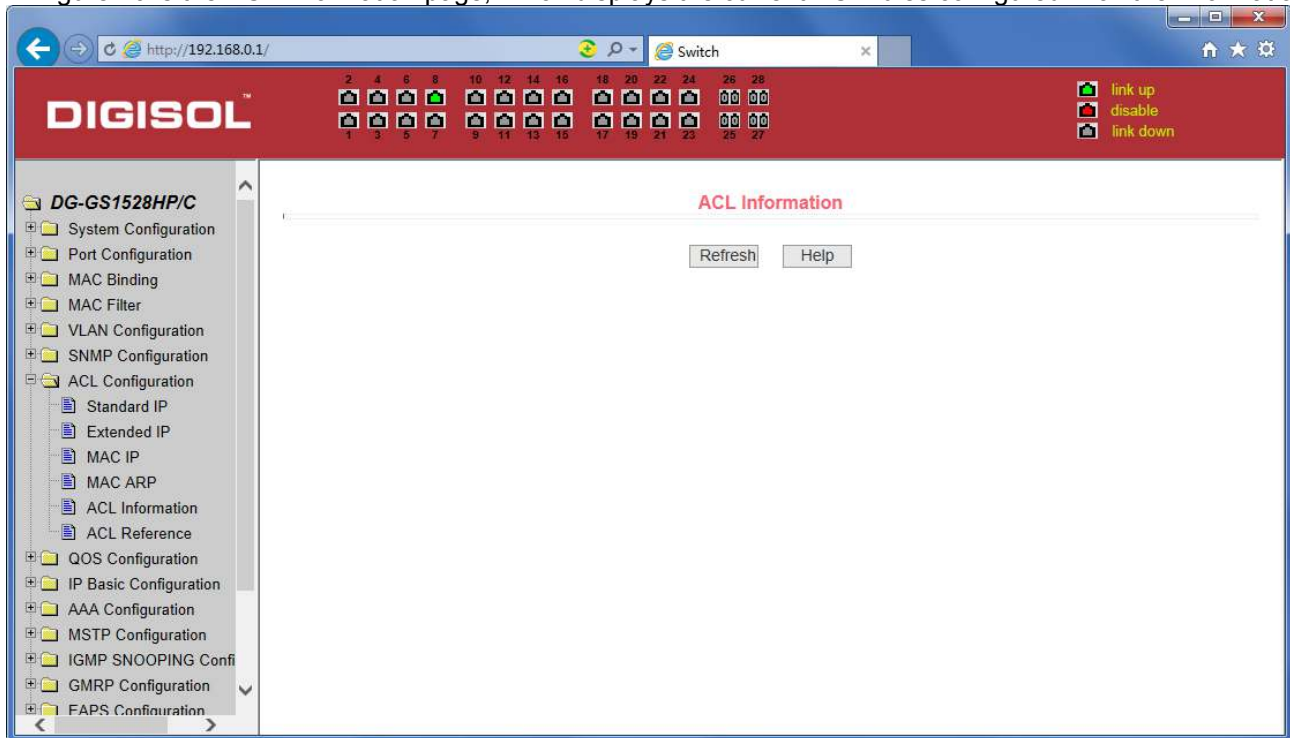 http://192.168.0.1/
Switch
DIGISOL™
2 4 6 8 10 12 14 16 18 20 22 24 26 28
1 3 5 7 9 11 13 15 17 19 21 23 25 27
link up
disable
link down
DG-GS1528HP/C
System Configuration
Port Configuration
MAC Binding
MAC Filter
VLAN Configuration
SNMP Configuration
ACL Configuration
Standard IP
Extended IP
MAC IP
MAC ARP
ACL Information
ACL Reference
QOS Configuration
IP Basic Configuration
AAA Configuration
MSTP Configuration
IGMP SNOOPING Confi
GMRP Configuration
EAPS Configuration
ACL Information
Refresh Help